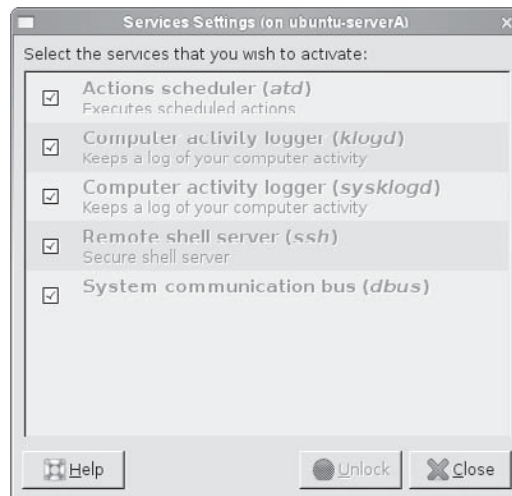 Services Settings (on ubuntu-serverA)
Select the services that you wish to activate:
Actions scheduler (atd)
Executes scheduled actions
Computer activity logger (klogd)
Keeps a log of your computer activity
Computer activity logger (sysklogd)
Keeps a log of your computer activity
Remote shell server (ssh)
Secure shell server
System communication bus (dbus)
Help
Unlock
Close